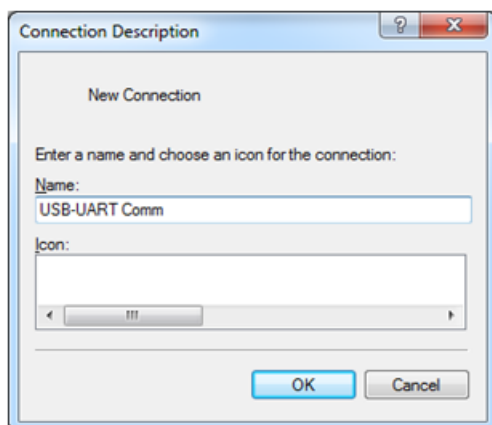 Connection Description
New Connection
Enter a name and choose an icon for the connection:
Name:
USB-UART Comm
Icon:
OK Cancel